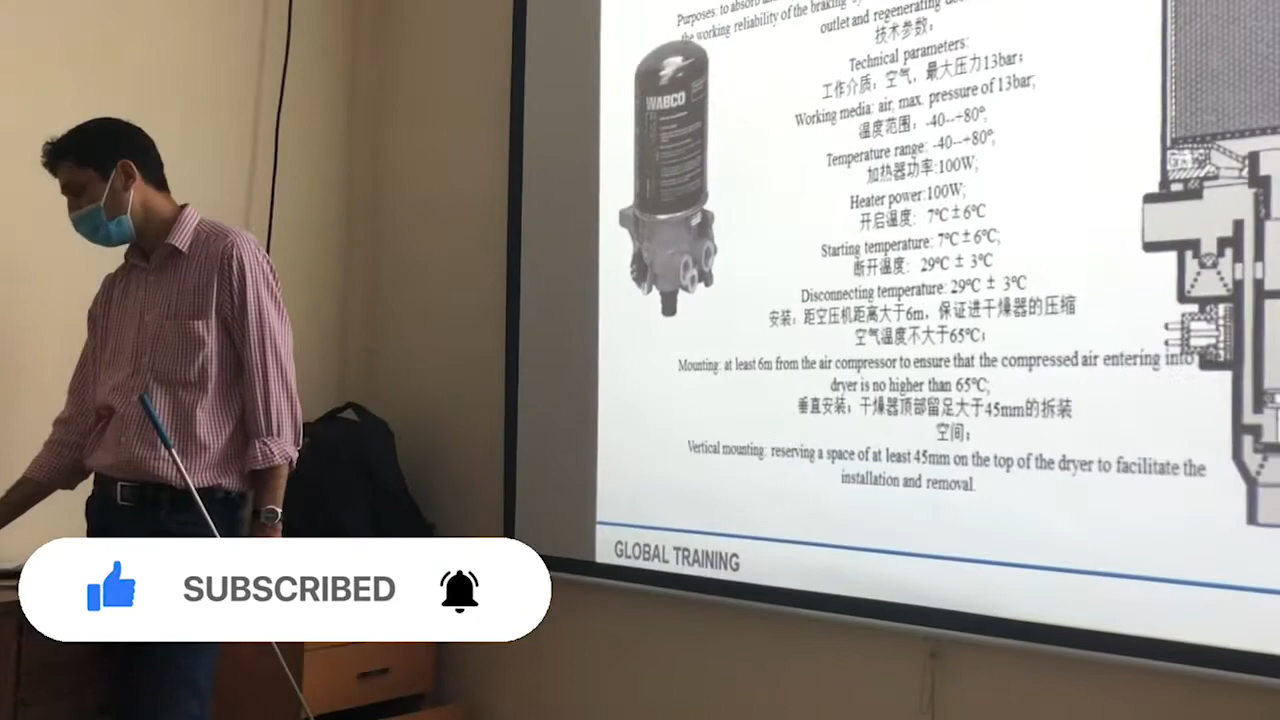 Purposes: to absorb
the working reliability of the braking
outlet and regenerating
技术参数：
Technical parameters:
工作介质：空气，最大压力13bar；
Working media: air, max. pressure of 13bar;
温度范围：-40--+80°;
Temperature range: -40--+80°;
加热器功率:100W;
Heater power:100W;
开启温度： 7°C±6°C
Starting temperature: 7°C±6°C;
断开温度： 29°C ± 3°C
Disconnecting temperature: 29°C ± 3°C
安装：距空压机距离大于6m，保证进干燥器的压缩
空气温度不大于65°C；
Mounting: at least 6m from the air compressor to ensure that the compressed air entering into
dryer is no higher than 65°C;
垂直安装：干燥器顶部留足大于45mm的拆装
空间；
Vertical mounting: reserving a space of at least 45mm on the top of the dryer to facilitate the
installation and removal.
WABCO
GLOBAL TRAINING
SUBSCRIBED